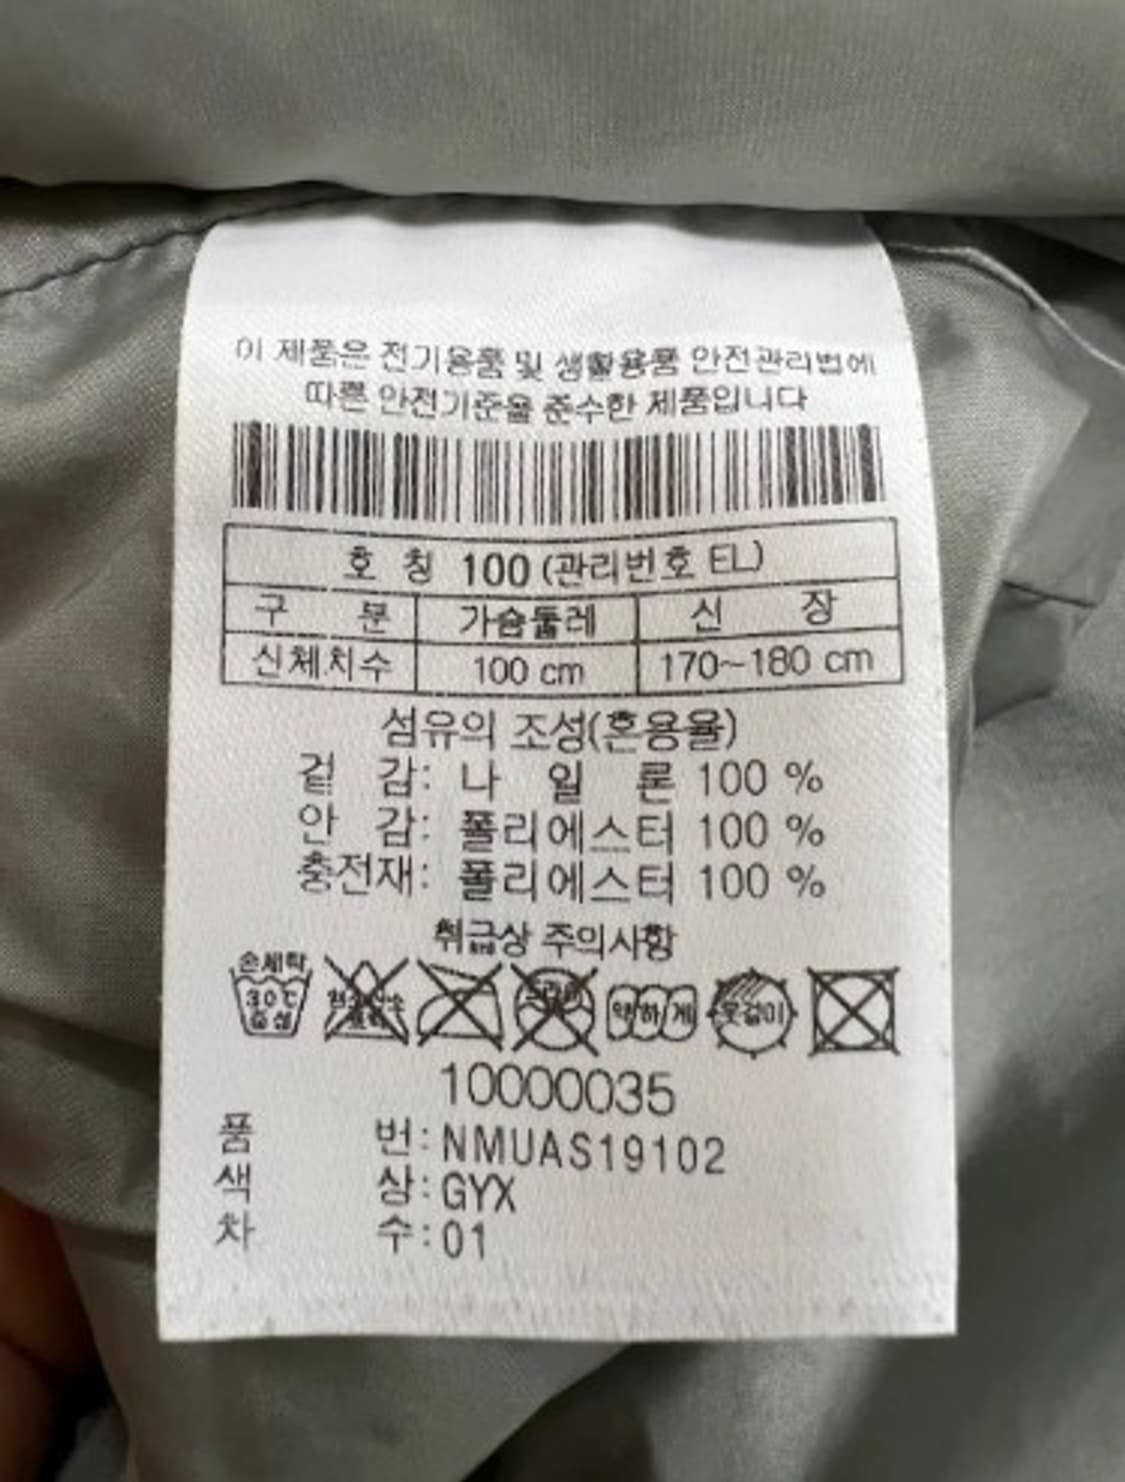 이 제품은 전기용품 및 생활용품 안전관리법에
따른 안전기준을 준수한 제품입니다
호 칭 100 (관리번호 EL)
구 분 가슴둘레 신 장
신체치수 100 cm 170~180 cm
섬유의 조성(혼용율)
겉 감: 나 일 론 100 %
안 감: 폴리에스터 100 %
충전재: 폴리에스터 100 %
취급상 주의사항
손세탁
30℃ 중성 약하게 옷걸이
10000035
품 번: NMUAS19102
색 상: GYX
차 수: 01